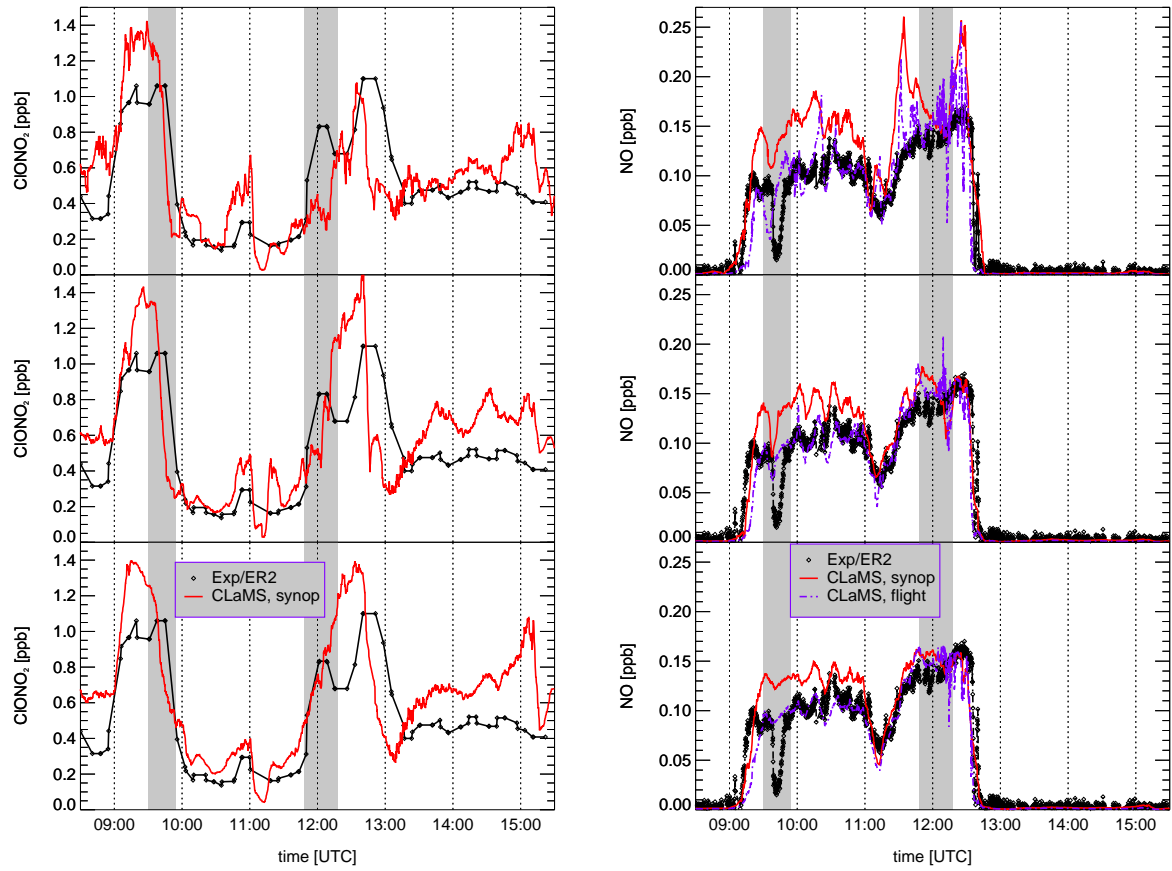 1.4
1.2
1.0
0.8
0.6
0.4
0.2
0.0
ClONO₂ [ppb]
0.25
0.20
0.15
0.10
0.05
0.00
NO [ppb]
1.4
1.2
1.0
0.8
0.6
0.4
0.2
0.0
ClONO₂ [ppb]
0.25
0.20
0.15
0.10
0.05
0.00
NO [ppb]
1.4
1.2
1.0
0.8
0.6
0.4
0.2
0.0
ClONO₂ [ppb]
Exp/ER2
CLaMS, synop
0.25
0.20
0.15
0.10
0.05
0.00
NO [ppb]
Exp/ER2
CLaMS, synop
CLaMS, flight
09:00 10:00 11:00 12:00 13:00 14:00 15:00
time [UTC]
09:00 10:00 11:00 12:00 13:00 14:00 15:00
time [UTC]